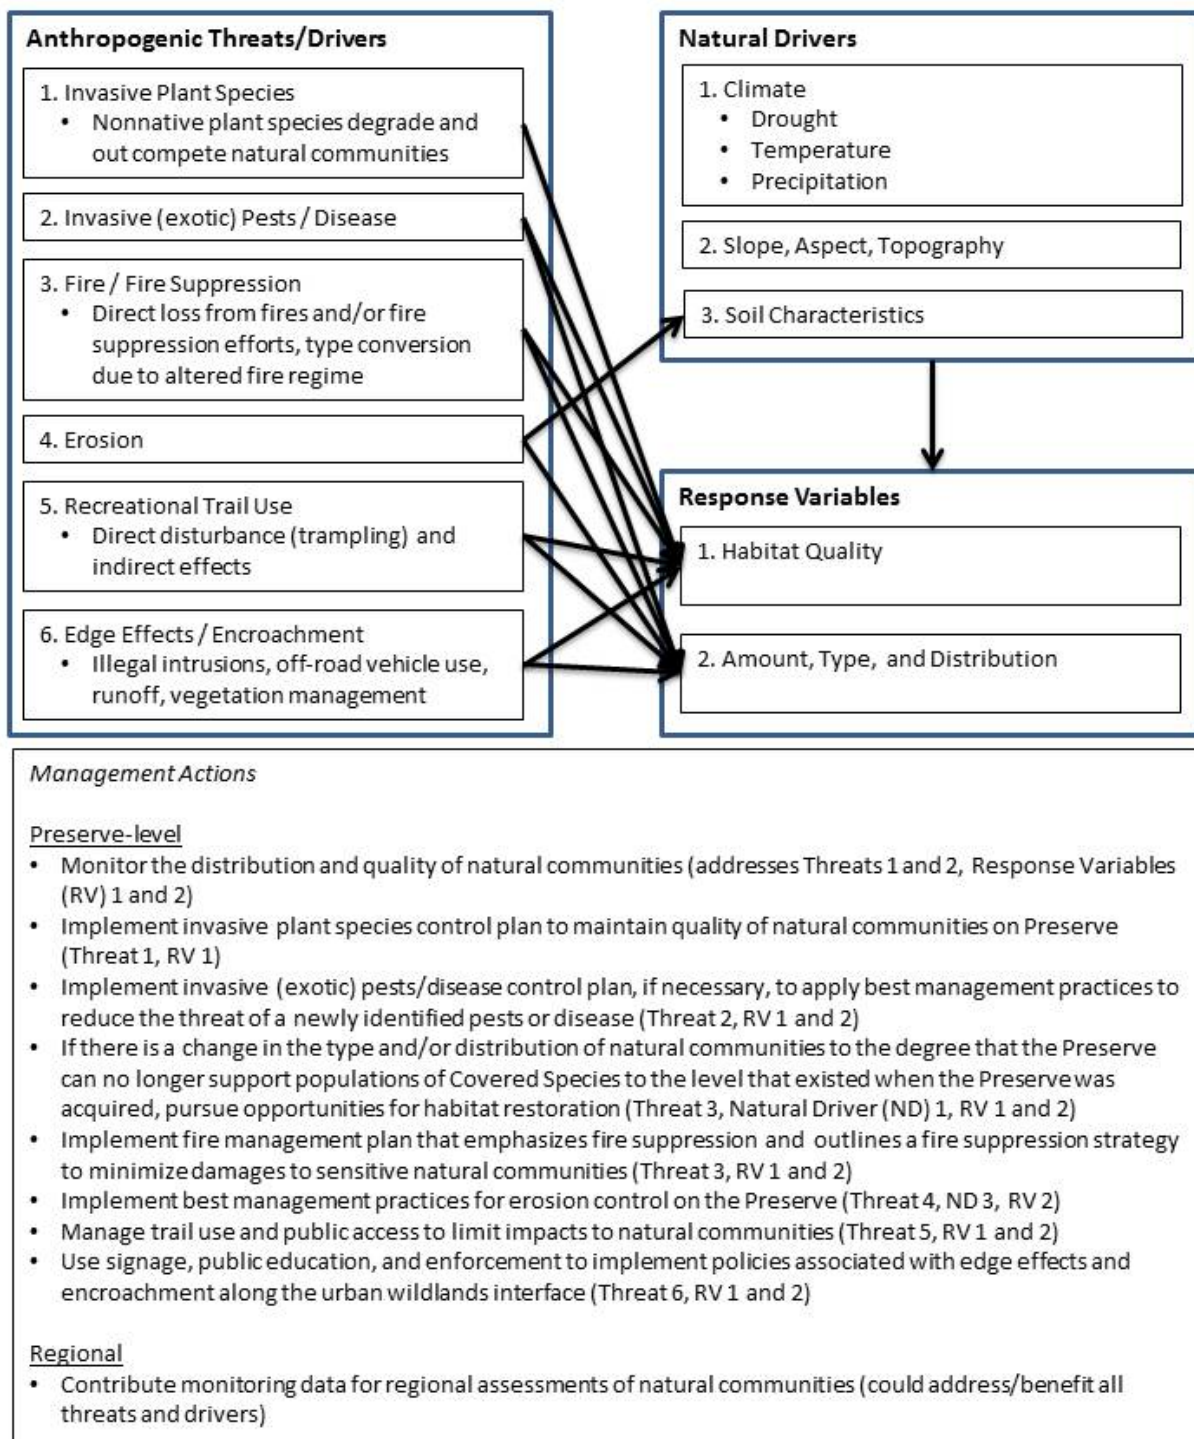 Anthropogenic Threats/Drivers
1. Invasive Plant Species
• Nonnative plant species degrade and
out compete natural communities
2. Invasive (exotic) Pests / Disease
3. Fire / Fire Suppression
• Direct loss from fires and/or fire
suppression efforts, type conversion
due to altered fire regime
4. Erosion
5. Recreational Trail Use
• Direct disturbance (trampling) and
indirect effects
6. Edge Effects / Encroachment
• Illegal intrusions, off-road vehicle use,
runoff, vegetation management
Natural Drivers
1. Climate
• Drought
• Temperature
• Precipitation
2. Slope, Aspect, Topography
3. Soil Characteristics
Response Variables
1. Habitat Quality
2. Amount, Type, and Distribution
Management Actions
Preserve-level
• Monitor the distribution and quality of natural communities (addresses Threats 1 and 2, Response Variables
(RV) 1 and 2)
• Implement invasive plant species control plan to maintain quality of natural communities on Preserve
(Threat 1, RV 1)
• Implement invasive (exotic) pests/disease control plan, if necessary, to apply best management practices to
reduce the threat of a newly identified pests or disease (Threat 2, RV 1 and 2)
• If there is a change in the type and/or distribution of natural communities to the degree that the Preserve
can no longer support populations of Covered Species to the level that existed when the Preserve was
acquired, pursue opportunities for habitat restoration (Threat 3, Natural Driver (ND) 1, RV 1 and 2)
• Implement fire management plan that emphasizes fire suppression and outlines a fire suppression strategy
to minimize damages to sensitive natural communities (Threat 3, RV 1 and 2)
• Implement best management practices for erosion control on the Preserve (Threat 4, ND 3, RV 2)
• Manage trail use and public access to limit impacts to natural communities (Threat 5, RV 1 and 2)
• Use signage, public education, and enforcement to implement policies associated with edge effects and
encroachment along the urban wildlands interface (Threat 6, RV 1 and 2)
Regional
• Contribute monitoring data for regional assessments of natural communities (could address/benefit all
threats and drivers)